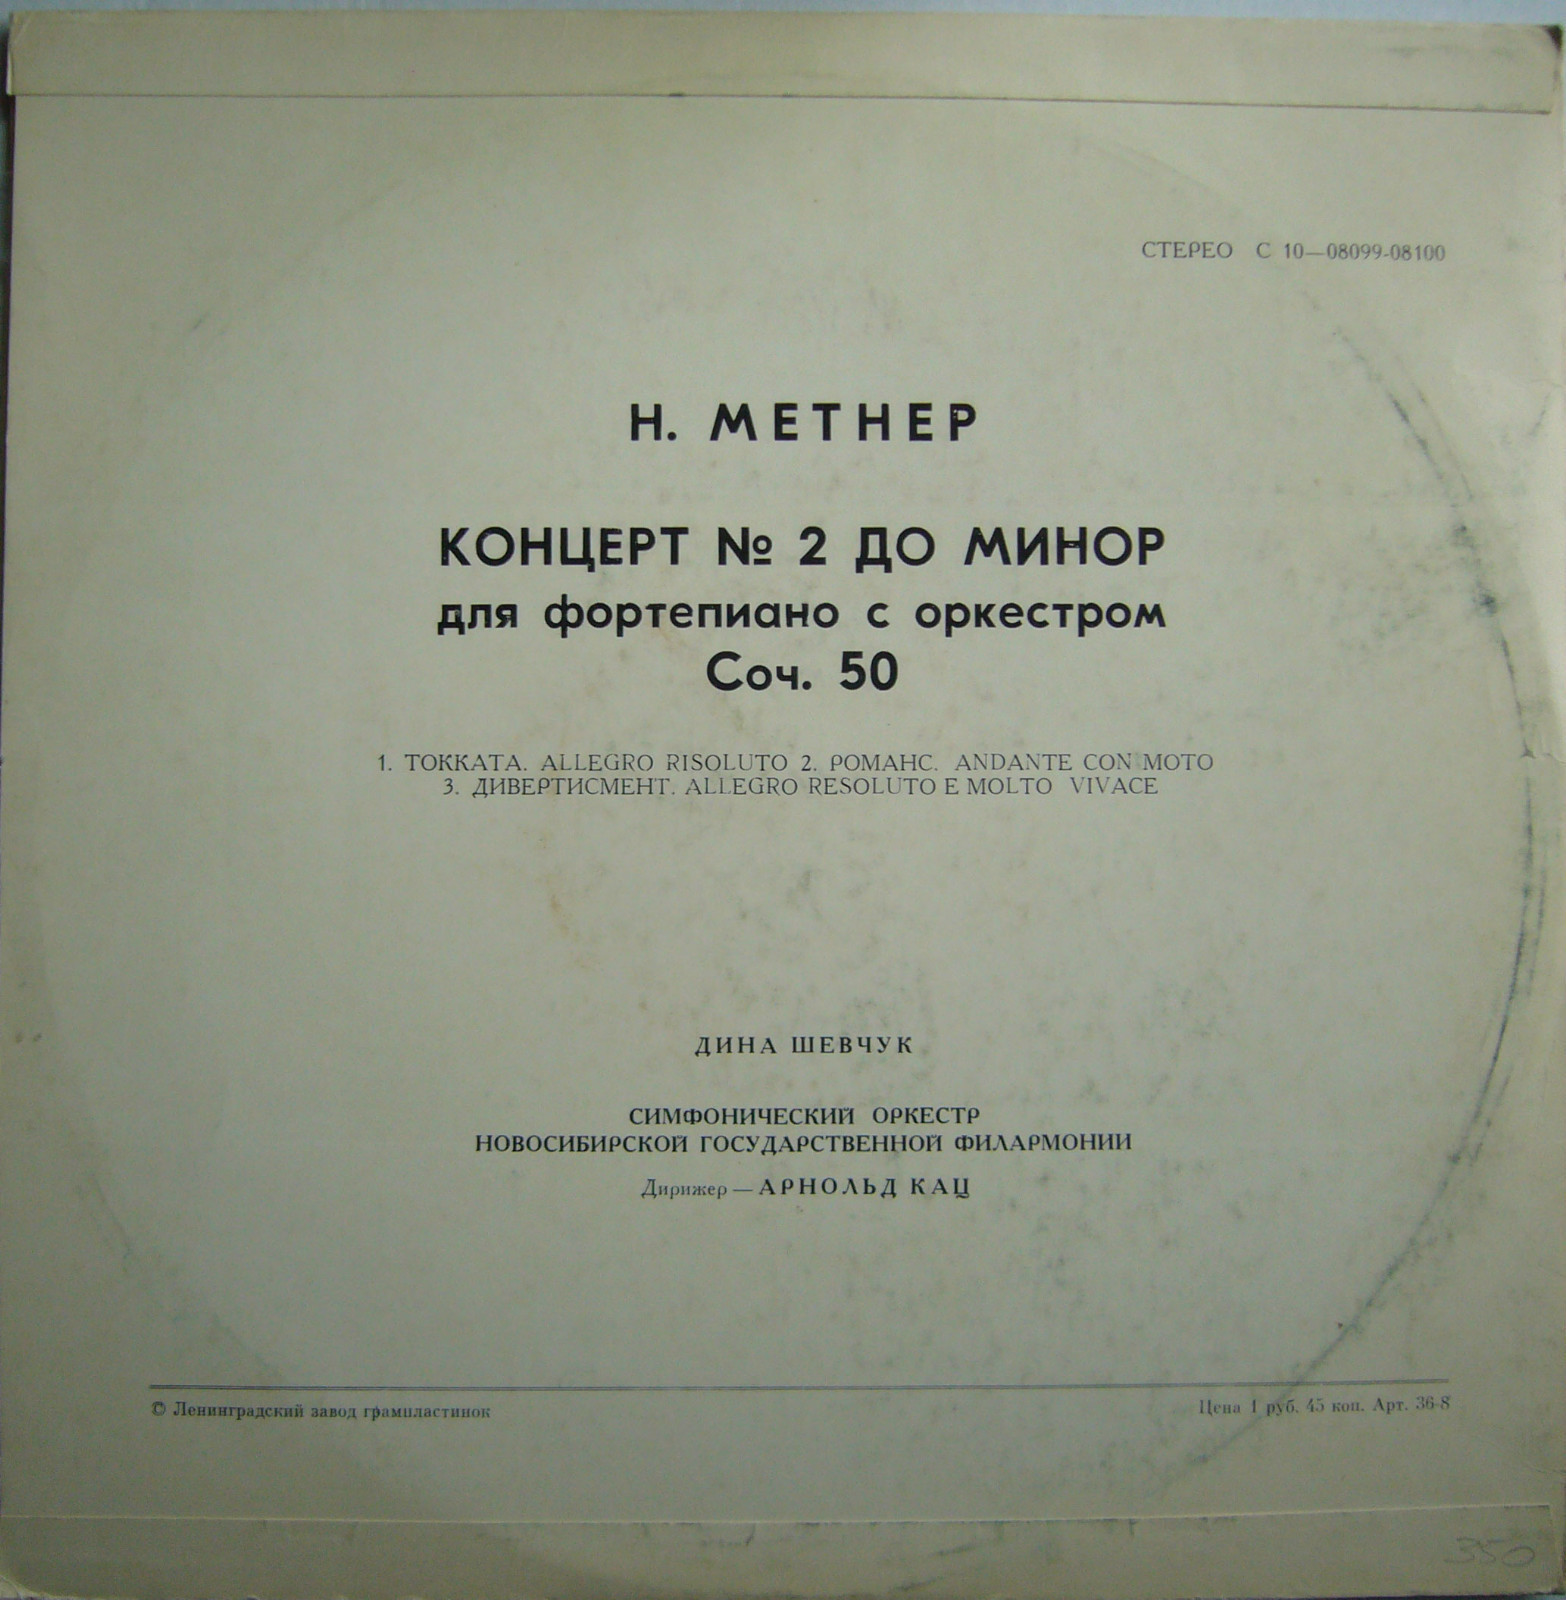 СТЕРЕО С 10—08099-08100
Н. МЕТНЕР
КОНЦЕРТ № 2 ДО МИНОР
для фортепиано с оркестром
Соч. 50
1. ТОККАТА. ALLEGRO RISOLUTO 2. РОМАНС. ANDANTE CON MOTO
3. ДИВЕРТИСМЕНТ. ALLEGRO RESOLUTO E MOLTO VIVACE
ДИНА ШЕВЧУК
СИМФОНИЧЕСКИЙ ОРКЕСТР
НОВОСИБИРСКОЙ ГОСУДАРСТВЕННОЙ ФИЛАРМОНИИ
Дирижер — АРНОЛЬД КАЦ
© Ленинградский завод грампластинок
Цена 1 руб. 45 коп. Арт. 36-8
350